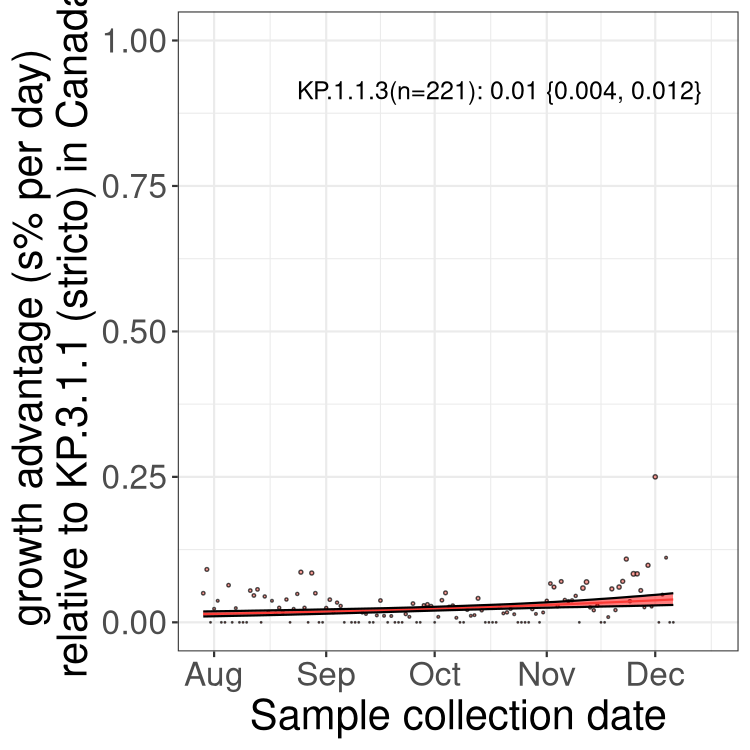 growth advantage (s% per day)
relative to KP.3.1.1 (stricto) in Canada
1.00
0.75
0.50
0.25
0.00
KP.1.1.3(n=221): 0.01 {0.004, 0.012}
Aug Sep Oct Nov Dec
Sample collection date